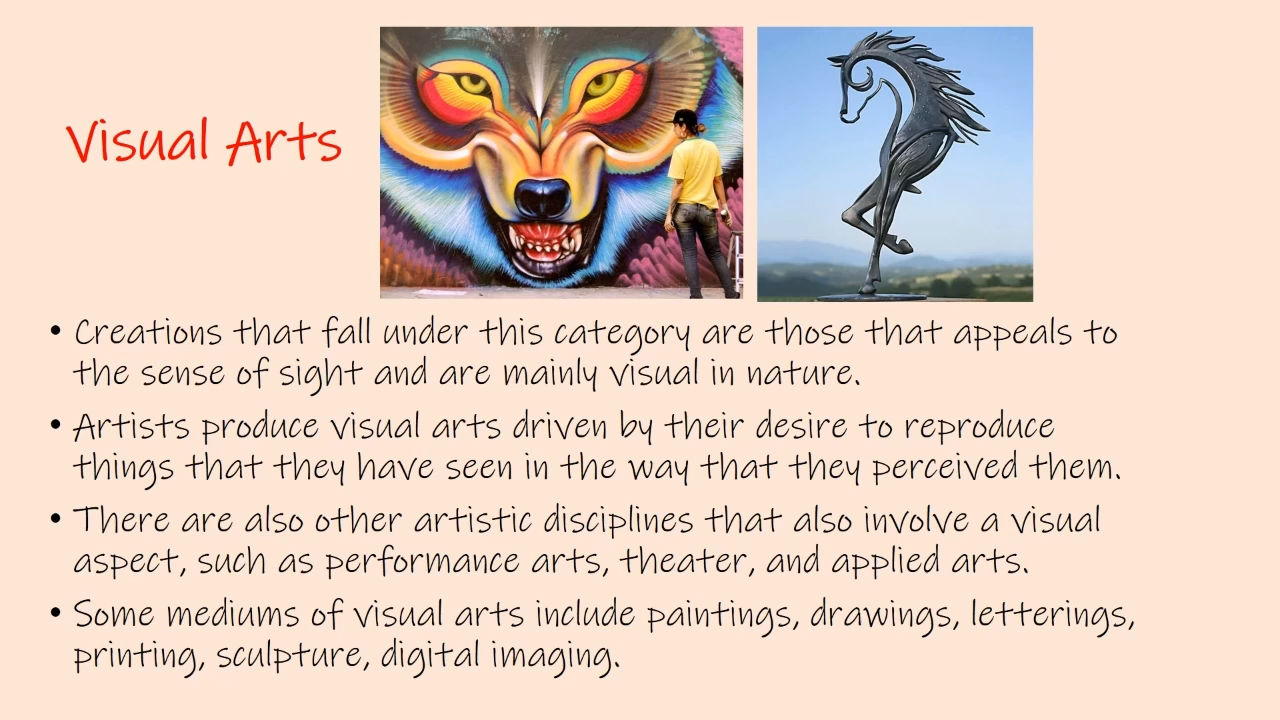 Visual Arts
• Creations that fall under this category are those that appeals to
the sense of sight and are mainly visual in nature.
• Artists produce visual arts driven by their desire to reproduce
things that they have seen in the way that they perceived them.
• There are also other artistic disciplines that also involve a visual
aspect, such as performance arts, theater, and applied arts.
• Some mediums of visual arts include paintings, drawings, letterings,
printing, sculpture, digital imaging.